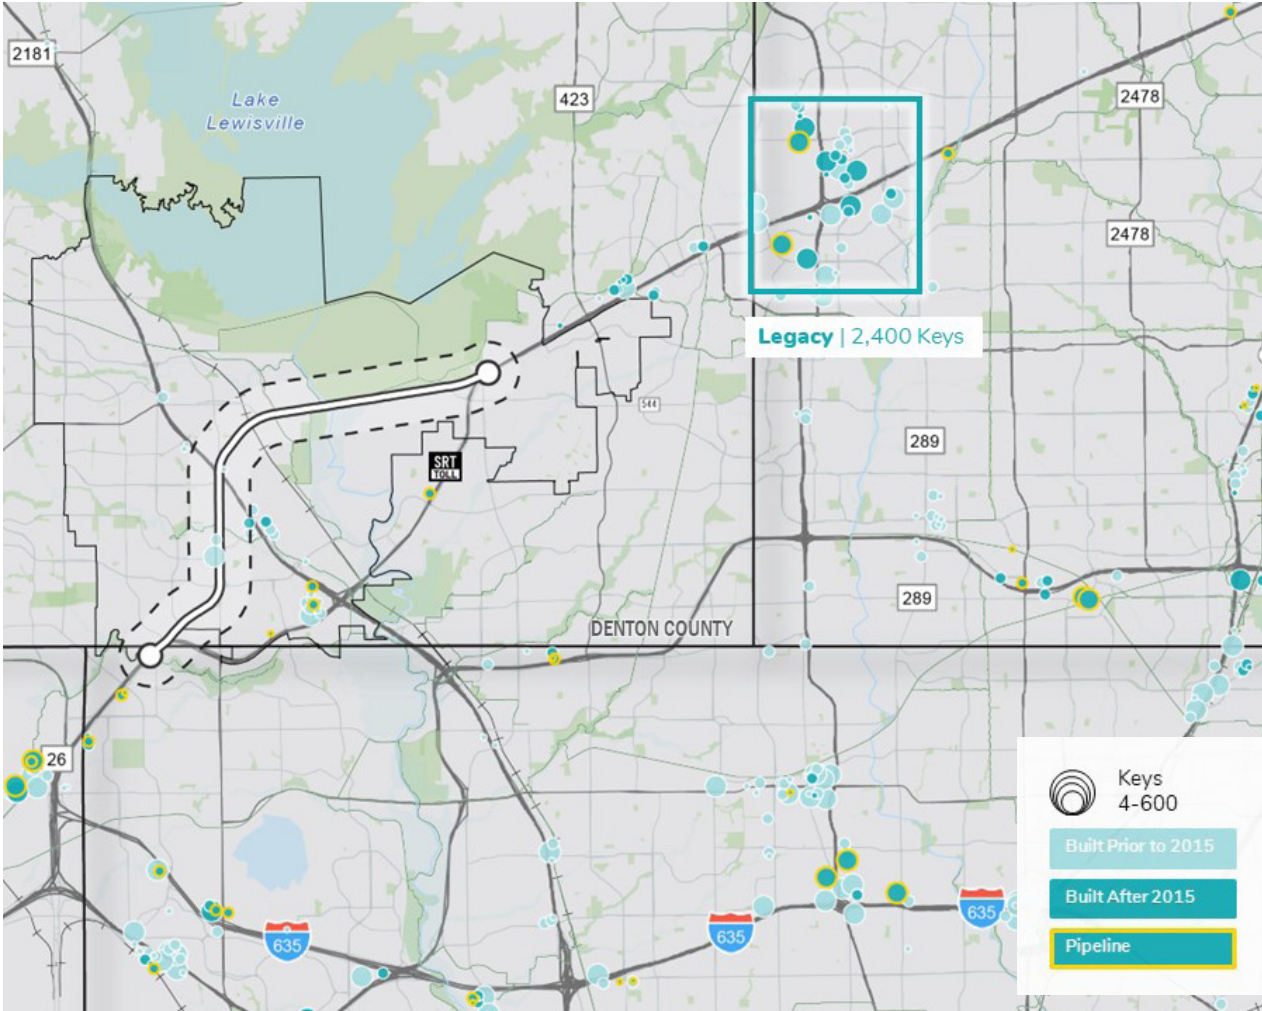 2181
Lake
Lewisville
423
2478
2478
Legacy | 2,400 Keys
544
289
SRT
TOLL
289
DENTON COUNTY
26
635
635
635
Keys
4-600
Built Prior to 2015
Built After 2015
Pipeline